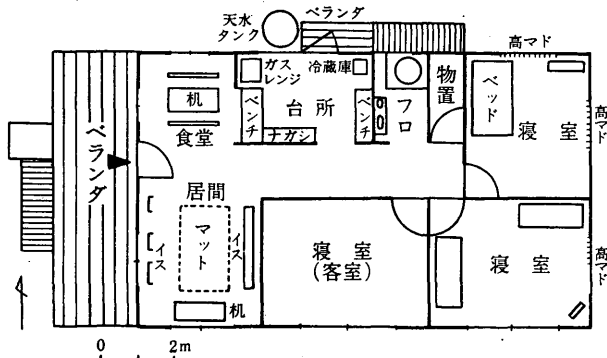 天水
タンク
ベランダ
高マド
ガス
レンジ
冷蔵庫
物置
ベッド
机
ベンチ
台所
ベンチ
フロ
寝室
高マド
食堂
ナガシ
ベランダ
居間
マット
イス
イス
寝室
(客室)
寝室
高マド
机
0 2m